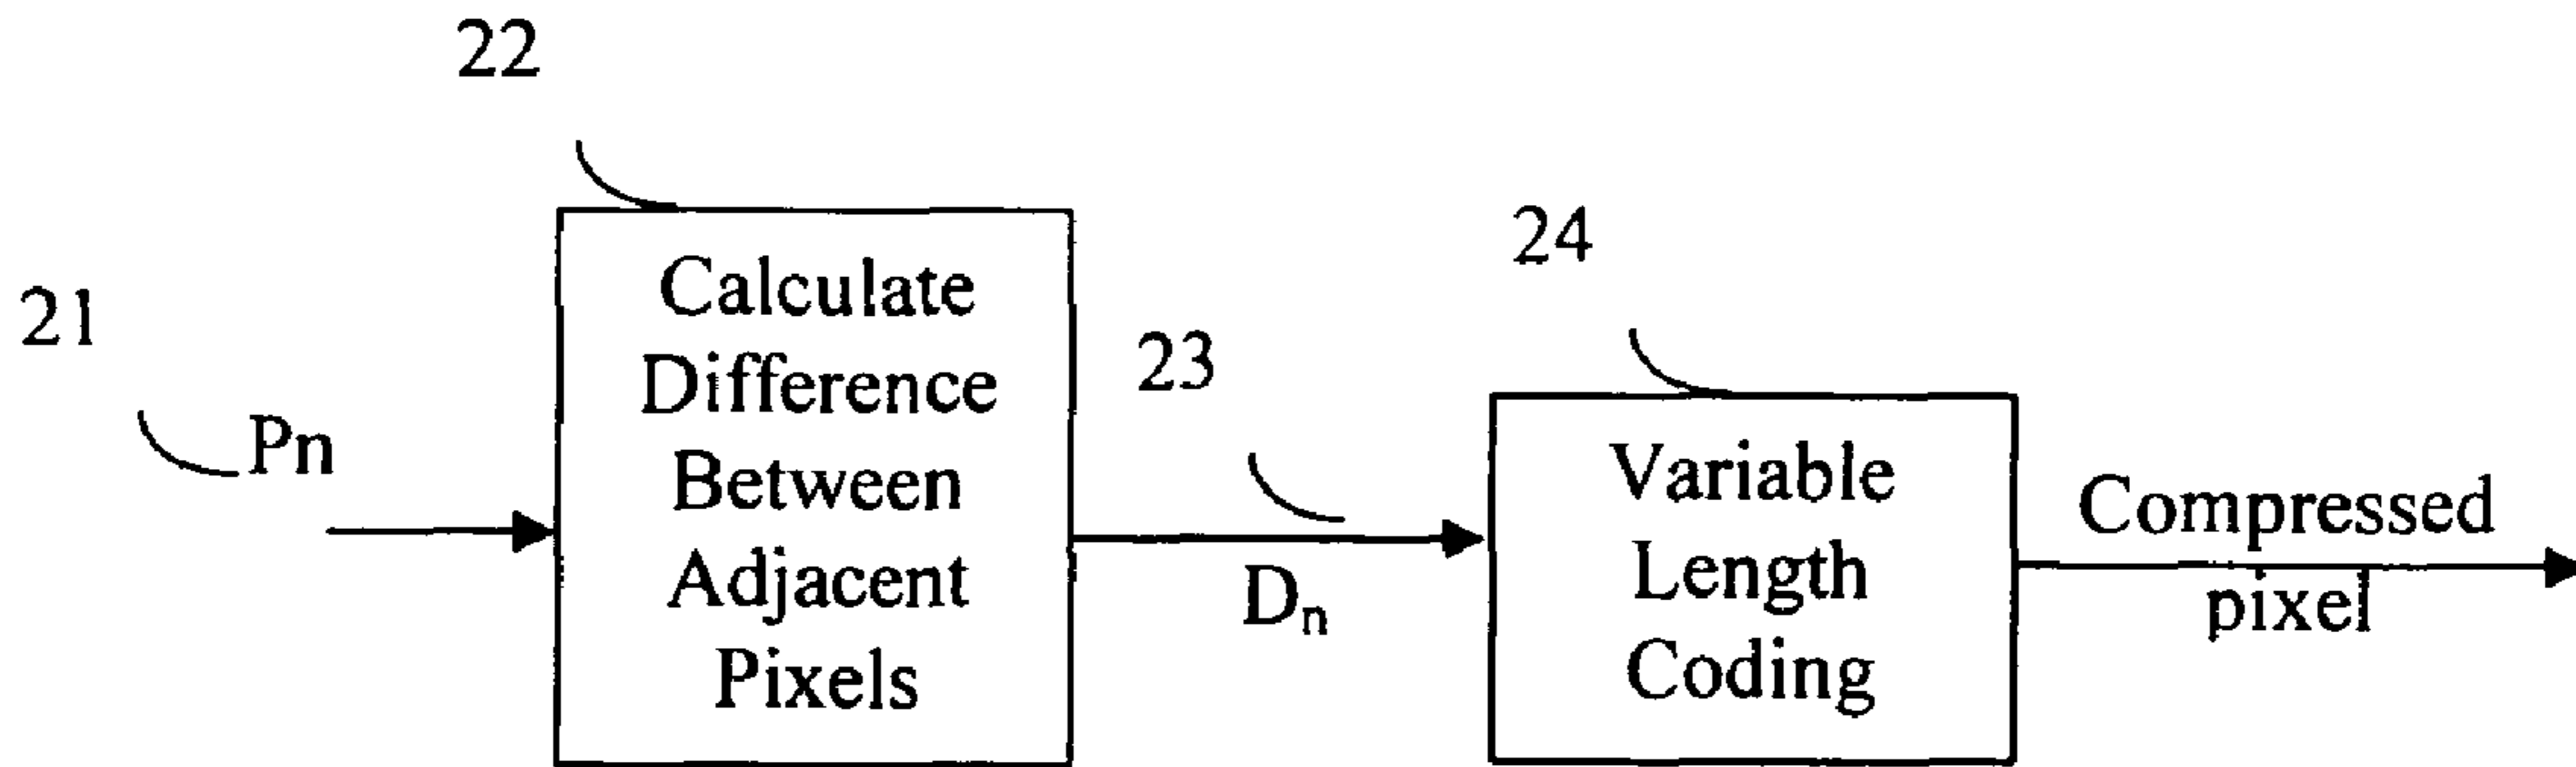 22
21
Pn
Calculate
Difference
Between
Adjacent
Pixels
23
Dₙ
24
Variable
Length
Coding
Compressed
pixel